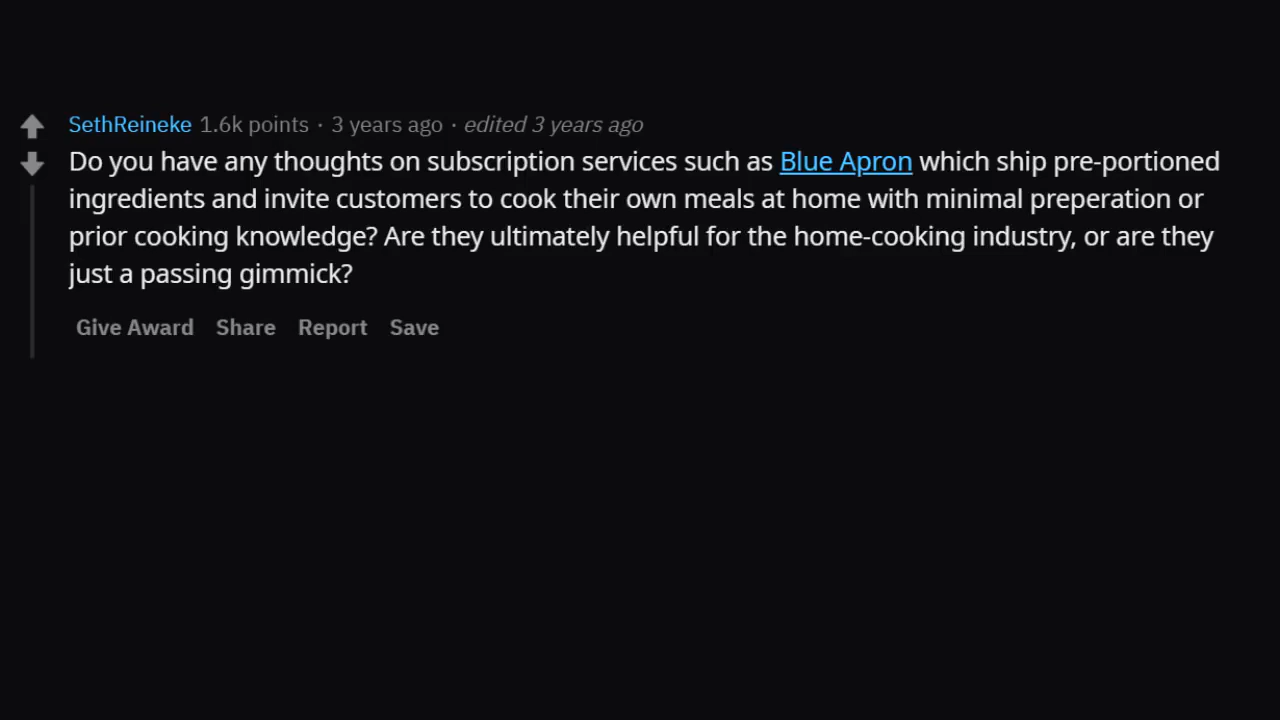 SethReineke 1.6k points · 3 years ago · edited 3 years ago
Do you have any thoughts on subscription services such as Blue Apron which ship pre-portioned
ingredients and invite customers to cook their own meals at home with minimal preperation or
prior cooking knowledge? Are they ultimately helpful for the home-cooking industry, or are they
just a passing gimmick?
Give Award Share Report Save